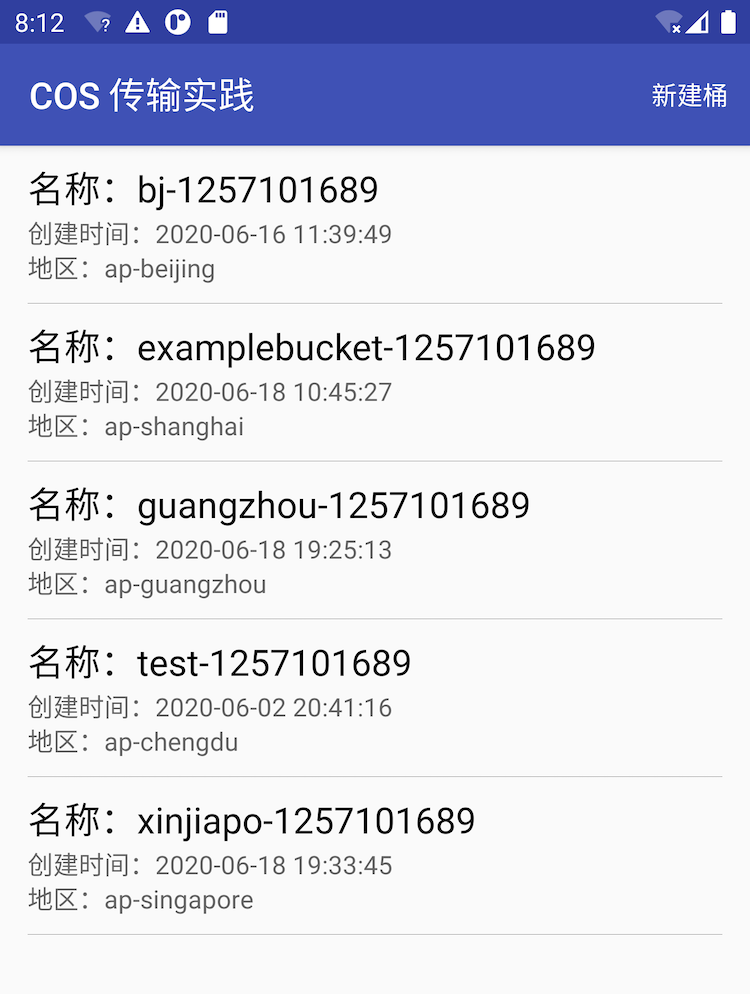 8:12
COS 传输实践
新建桶
名称：bj-1257101689
创建时间：2020-06-16 11:39:49
地区：ap-beijing
名称：examplebucket-1257101689
创建时间：2020-06-18 10:45:27
地区：ap-shanghai
名称：guangzhou-1257101689
创建时间：2020-06-18 19:25:13
地区：ap-guangzhou
名称：test-1257101689
创建时间：2020-06-02 20:41:16
地区：ap-chengdu
名称：xinjiapo-1257101689
创建时间：2020-06-18 19:33:45
地区：ap-singapore